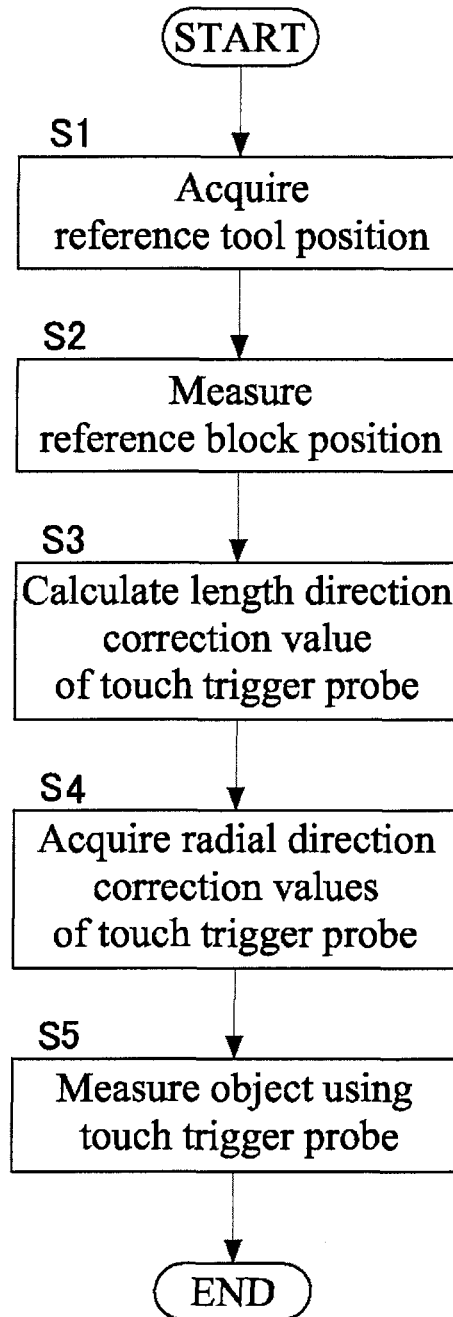 START
S1
Acquire
reference tool position
S2
Measure
reference block position
S3
Calculate length direction
correction value
of touch trigger probe
S4
Acquire radial direction
correction values
of touch trigger probe
S5
Measure object using
touch trigger probe
END